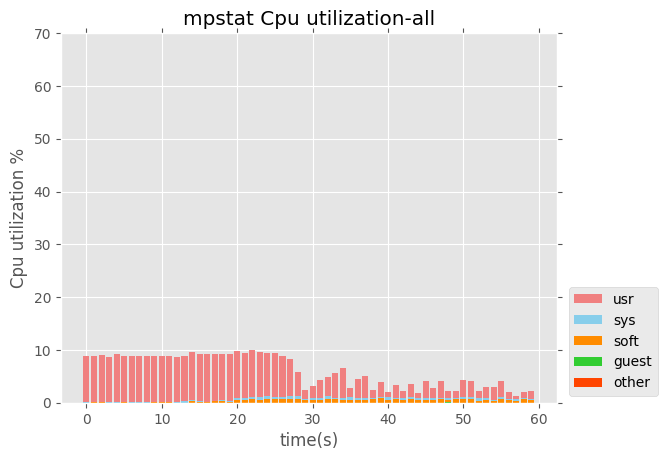 mpstat Cpu utilization-all
70
60
50
40
30
20
10
0
Cpu utilization %
0 10 20 30 40 50 60
time(s)
usr
sys
soft
guest
other